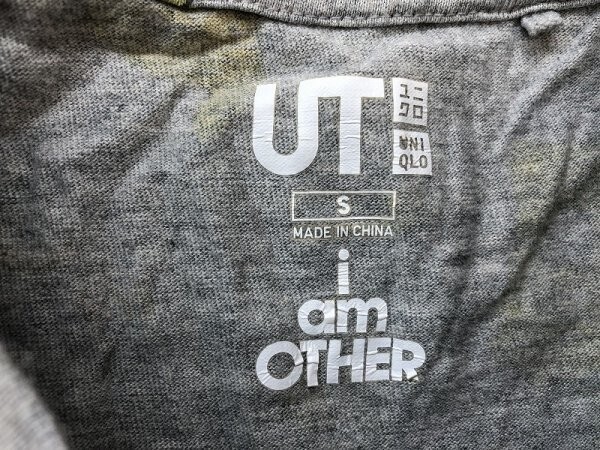 UT
ユニ
クロ
UNI
QLO
S
MADE IN CHINA
i
am
OTHER